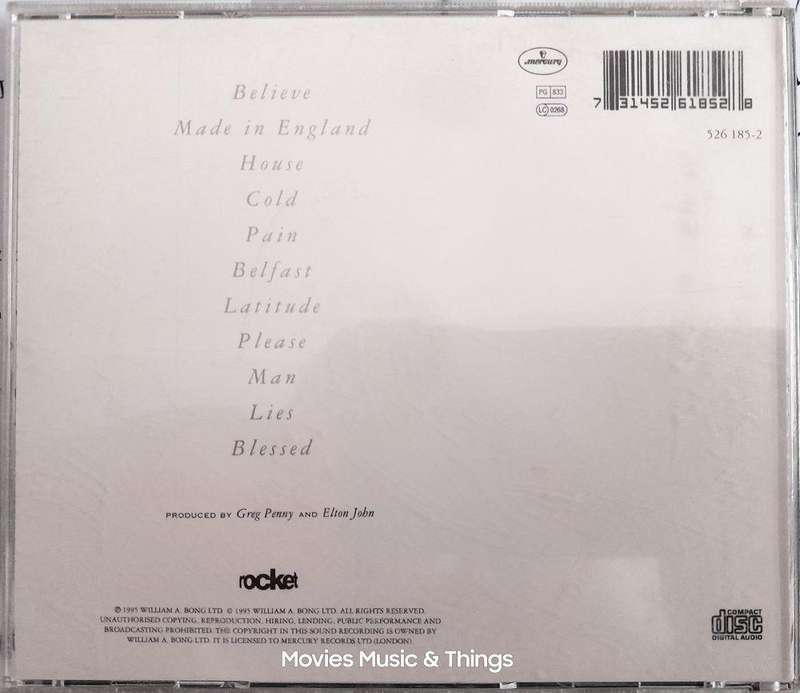 Believe
Made in England
House
Cold
Pain
Belfast
Latitude
Please
Man
Lies
Blessed
PRODUCED BY Greg Penny AND Elton John
rocket
℗ 1995 WILLIAM A. BONG LTD. © 1995 WILLIAM A. BONG LTD. ALL RIGHTS RESERVED.
UNAUTHORISED COPYING, REPRODUCTION, HIRING, LENDING, PUBLIC PERFORMANCE AND
BROADCASTING PROHIBITED. THE COPYRIGHT IN THIS SOUND RECORDING IS OWNED BY
WILLIAM A. BONG LTD. IT IS LICENSED TO MERCURY RECORDS LTD (LONDON).
mercury
PG 833
LC 0268
7 31452 61852 8
526 185-2
COMPACT
disc
DIGITAL AUDIO
Movies Music & Things